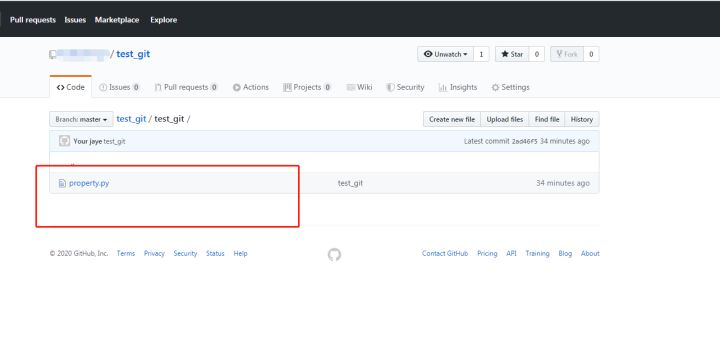 Pull requests Issues Marketplace Explore
/ test_git
Unwatch 1 Star 0 Fork 0
Code Issues 0 Pull requests 0 Actions Projects 0 Wiki Security Insights Settings
Branch: master test_git / test_git / Create new file Upload files Find file History
Your jaye test_git Latest commit 2ad46f5 34 minutes ago
..
property.py test_git 34 minutes ago
© 2020 GitHub, Inc. Terms Privacy Security Status Help Contact GitHub Pricing API Training Blog About